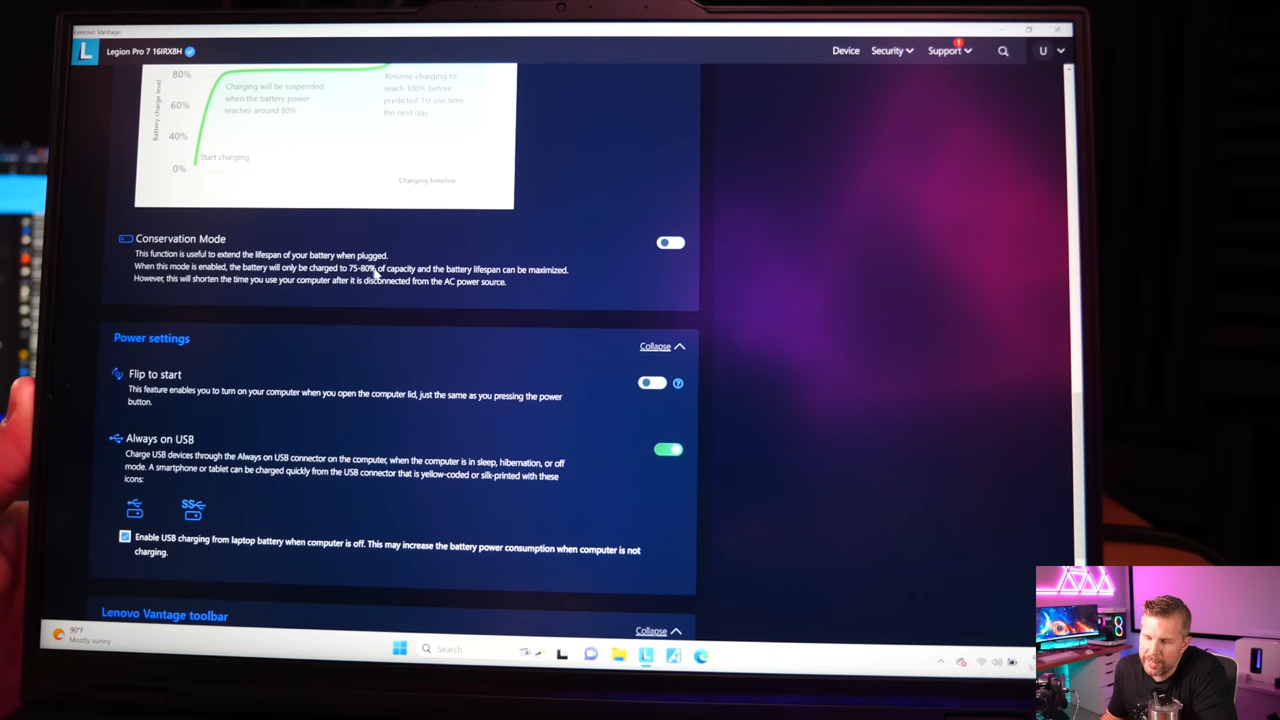 Lenovo Vantage
L Legion Pro 7 16IRX8H
Device Security Support 1 U
80%
60%
40%
0%
Battery charge level
Charging will be suspended
when the battery power
reaches around 80%.
Resume charging to
reach 100% before
predicted 1st use time
the next day
Start charging
Charging timeline
Conservation Mode
This function is useful to extend the lifespan of your battery when plugged.
When this mode is enabled, the battery will only be charged to 75-80% of capacity and the battery lifespan can be maximized.
However, this will shorten the time you use your computer after it is disconnected from the AC power source.
Power settings
Collapse
Flip to start
This feature enables you to turn on your computer when you open the computer lid, just the same as you pressing the power
button.
Always on USB
Charge USB devices through the Always on USB connector on the computer, when the computer is in sleep, hibernation, or off
mode. A smartphone or tablet can be charged quickly from the USB connector that is yellow-coded or silk-printed with these
icons:
SS
Enable USB charging from laptop battery when computer is off. This may increase the battery power consumption when computer is not
charging.
Lenovo Vantage toolbar
Collapse
90°F
Mostly sunny
Search
L
L